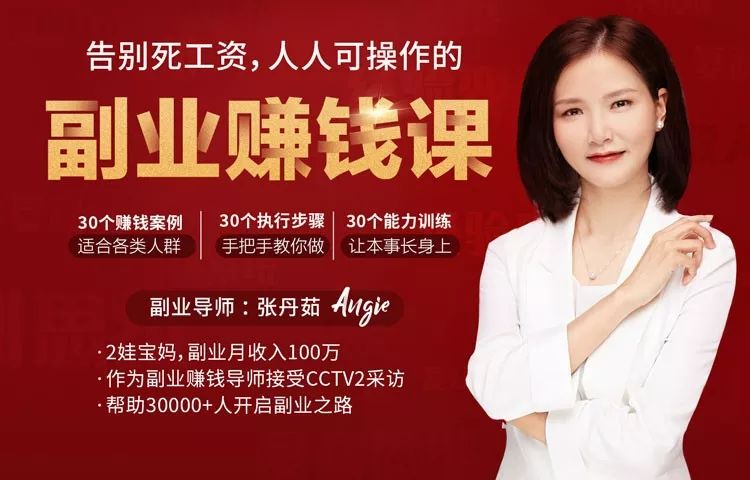 告别死工资,人人可操作的
副业赚钱课
30个赚钱案例
适合各类人群
30个执行步骤
手把手教你做
30个能力训练
让本事长身上
副业导师：张丹茹 Angie
·2娃宝妈,副业月收入100万
·作为副业赚钱导师接受CCTV2采访
·帮助30000+人开启副业之路